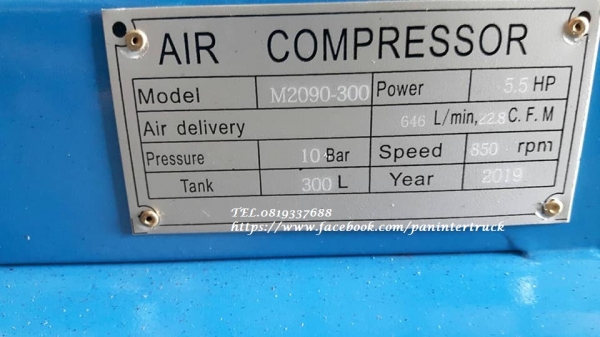 AIR COMPRESSOR
Model M2090-300 Power 5.5 HP
Air delivery 646 L/min, 22.8 C. F. M
Pressure 10 Bar Speed 850 rpm
Tank 300 L Year 2019
TEL.0819337688
https://www.facebook.com/paninterntruck